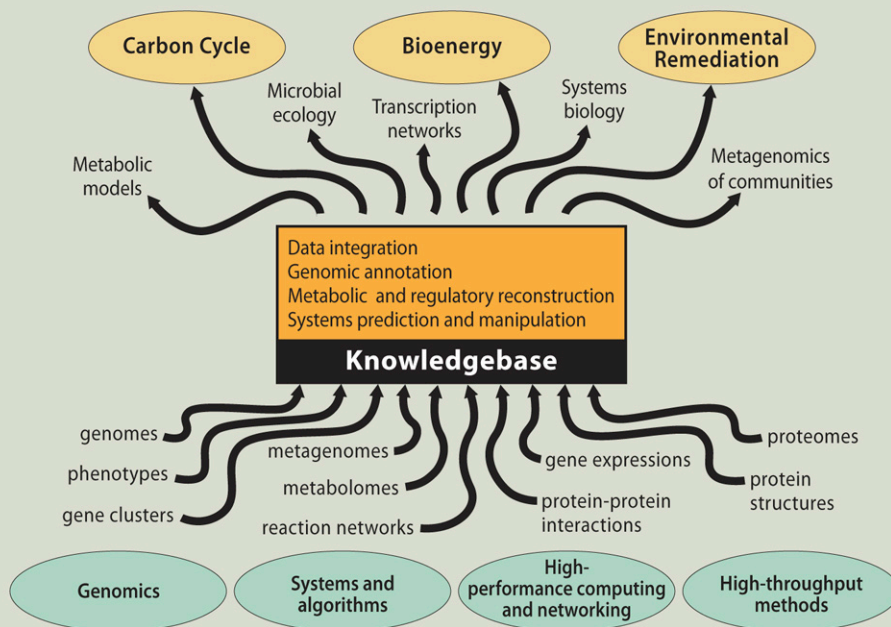 Carbon Cycle
Bioenergy
Environmental
Remediation
Microbial
ecology
Transcription
networks
Systems
biology
Metabolic
models
Metagenomics
of communities
Data integration
Genomic annotation
Metabolic and regulatory reconstruction
Systems prediction and manipulation
Knowledgebase
genomes
phenotypes
gene clusters
metagenomes
metabolomes
reaction networks
gene expressions
protein-protein
interactions
proteomes
protein
structures
Genomics
Systems and
algorithms
High-
performance computing
and networking
High-throughput
methods